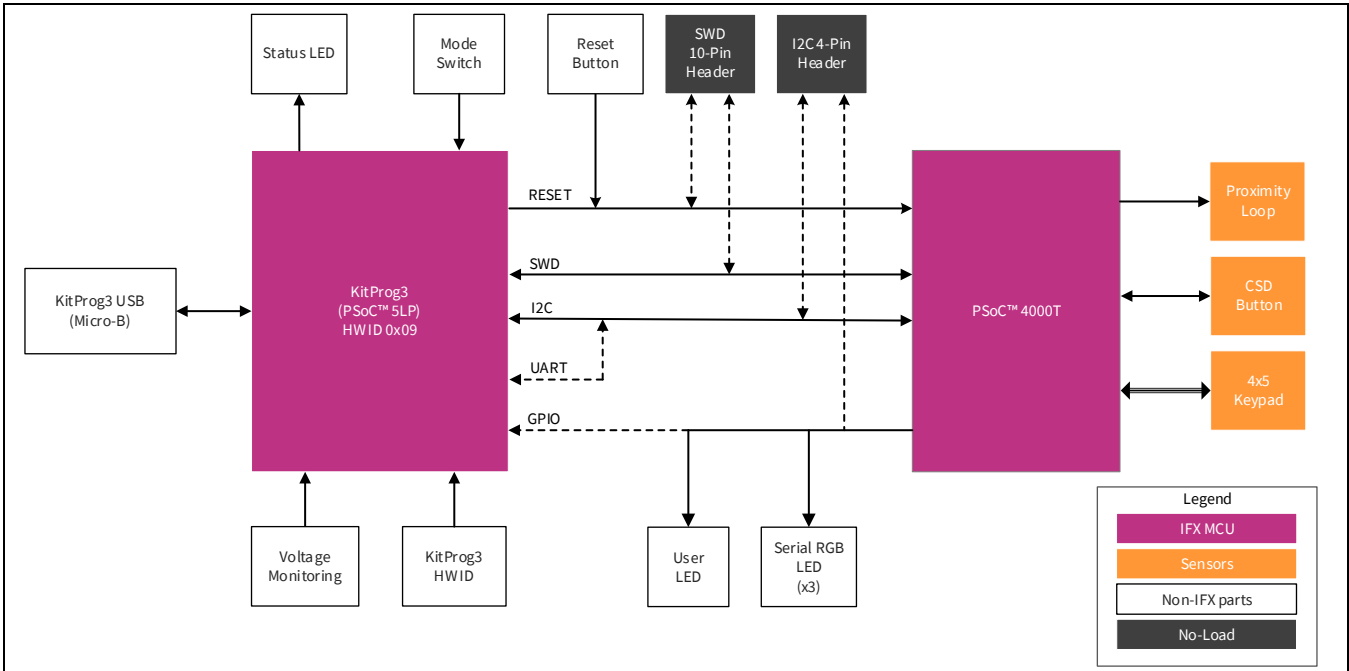 Status LED
Mode
Switch
Reset
Button
SWD
10-Pin
Header
I2C 4-Pin
Header
RESET
SWD
I2C
UART
GPIO
KitProg3 USB
(Micro-B)
KitProg3
(PSoC™ 5LP)
HWID 0x09
PSoC™ 4000T
Proximity
Loop
CSD
Button
4x5
Keypad
Voltage
Monitoring
KitProg3
HWID
User
LED
Serial RGB
LED
(x3)
Legend
IFX MCU
Sensors
Non-IFX parts
No-Load